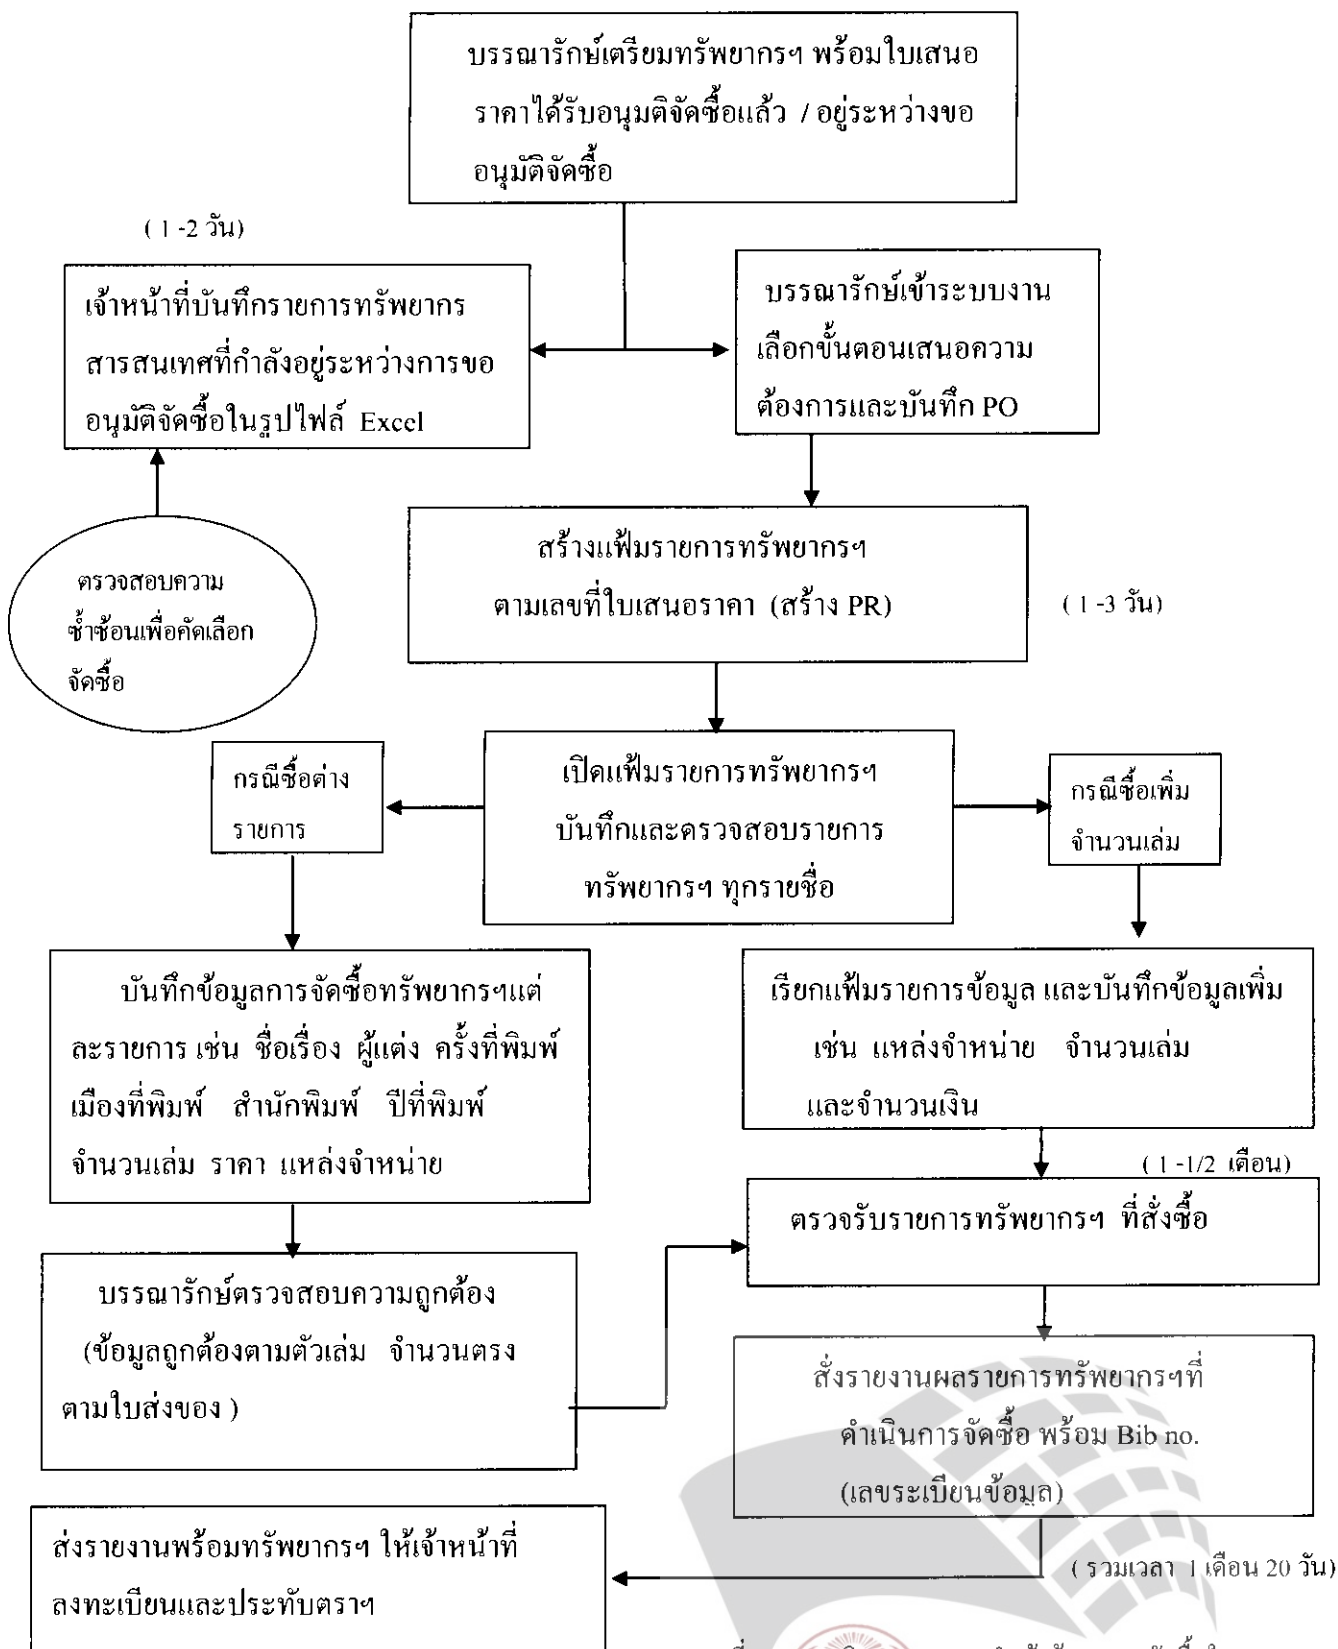 บรรณารักษ์เตรียมทรัพยากรฯ พร้อมใบเสนอ
ราคาได้รับอนุมติจัดซื้อแล้ว / อยู่ระหว่างขอ
อนุมัติจัดซื้อ
( 1 -2 วัน)
เจ้าหน้าที่บันทึกรายการทรัพยากร
สารสนเทศที่กำลังอยู่ระหว่างการขอ
อนุมัติจัดซื้อในรูปไฟล์ Excel
บรรณารักษ์เข้าระบบงาน
เลือกขั้นตอนเสนอความ
ต้องการและบันทึก PO
ตรวจสอบความ
ซ้ำซ้อนเพื่อคัดเลือก
จัดซื้อ
สร้างแฟ้มรายการทรัพยากรฯ
ตามเลขที่ใบเสนอราคา (สร้าง PR)
( 1 -3 วัน)
กรณีซื้อต่าง
รายการ
เปิดแฟ้มรายการทรัพยากรฯ
บันทึกและตรวจสอบรายการ
ทรัพยากรฯ ทุกรายชื่อ
กรณีซื้อเพิ่ม
จำนวนเล่ม
บันทึกข้อมูลการจัดซื้อทรัพยากรฯแต่
ละรายการ เช่น ชื่อเรื่อง ผู้แต่ง ครั้งที่พิมพ์
เมืองที่พิมพ์ สำนักพิมพ์ ปีที่พิมพ์
จำนวนเล่ม ราคา แหล่งจำหน่าย
เรียกแฟ้มรายการข้อมูล และบันทึกข้อมูลเพิ่ม
เช่น แหล่งจำหน่าย จำนวนเล่ม
และจำนวนเงิน
( 1 -1/2 เดือน)
ตรวจรับรายการทรัพยากรฯ ที่สั่งซื้อ
บรรณารักษ์ตรวจสอบความถูกต้อง
(ข้อมูลถูกต้องตามตัวเล่ม จำนวนตรง
ตามใบส่งของ )
สั่งรายงานผลรายการทรัพยากรฯที่
ดำเนินการจัดซื้อ พร้อม Bib no.
(เลขระเบียนข้อมูล)
ส่งรายงานพร้อมทรัพยากรฯ ให้เจ้าหน้าที่
ลงทะเบียนและประทับตราฯ
( รวมเวลา 1 เดือน 20 วัน)